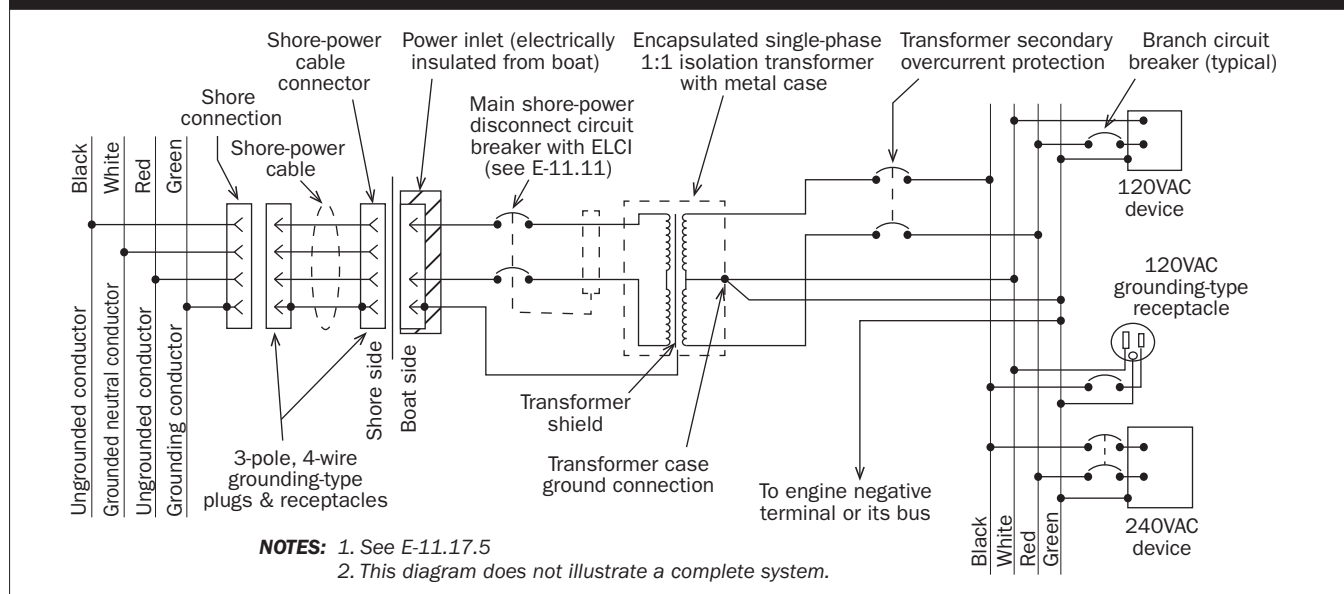 Shore-power
cable
connector
Power inlet (electrically
insulated from boat)
Encapsulated single-phase
1:1 isolation transformer
with metal case
Transformer secondary
overcurrent protection
Branch circuit
breaker (typical)
Shore
connection
Main shore-power
disconnect circuit
breaker with ELCI
(see E-11.11)
Shore-power
cable
Black
White
Red
Green
120VAC
device
120VAC
grounding-type
receptacle
Ungrounded conductor
Grounded neutral conductor
Ungrounded conductor
Grounding conductor
Shore side
Boat side
Transformer
shield
3-pole, 4-wire
grounding-type
plugs & receptacles
Transformer case
ground connection
To engine negative
terminal or its bus
Black
White
Red
Green
240VAC
device
NOTES: 1. See E-11.17.5
2. This diagram does not illustrate a complete system.